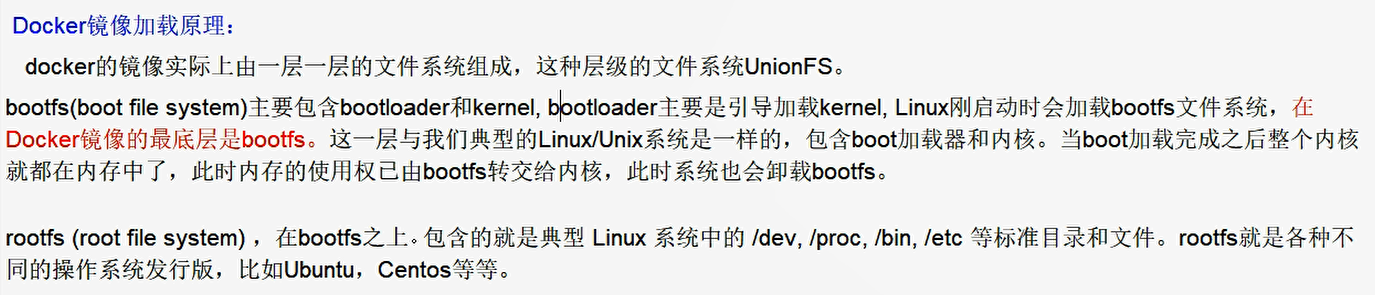 Docker镜像加载原理：
docker的镜像实际上由一层一层的文件系统组成，这种层级的文件系统UnionFS。
bootfs(boot file system)主要包含bootloader和kernel, bootloader主要是引导加载kernel, Linux刚启动时会加载bootfs文件系统，在
Docker镜像的最底层是bootfs。这一层与我们典型的Linux/Unix系统是一样的，包含boot加载器和内核。当boot加载完成之后整个内核
就都在内存中了，此时内存的使用权已由bootfs转交给内核，此时系统也会卸载bootfs。
rootfs (root file system) ，在bootfs之上。包含的就是典型 Linux 系统中的 /dev, /proc, /bin, /etc 等标准目录和文件。rootfs就是各种不
同的操作系统发行版，比如Ubuntu，Centos等等。